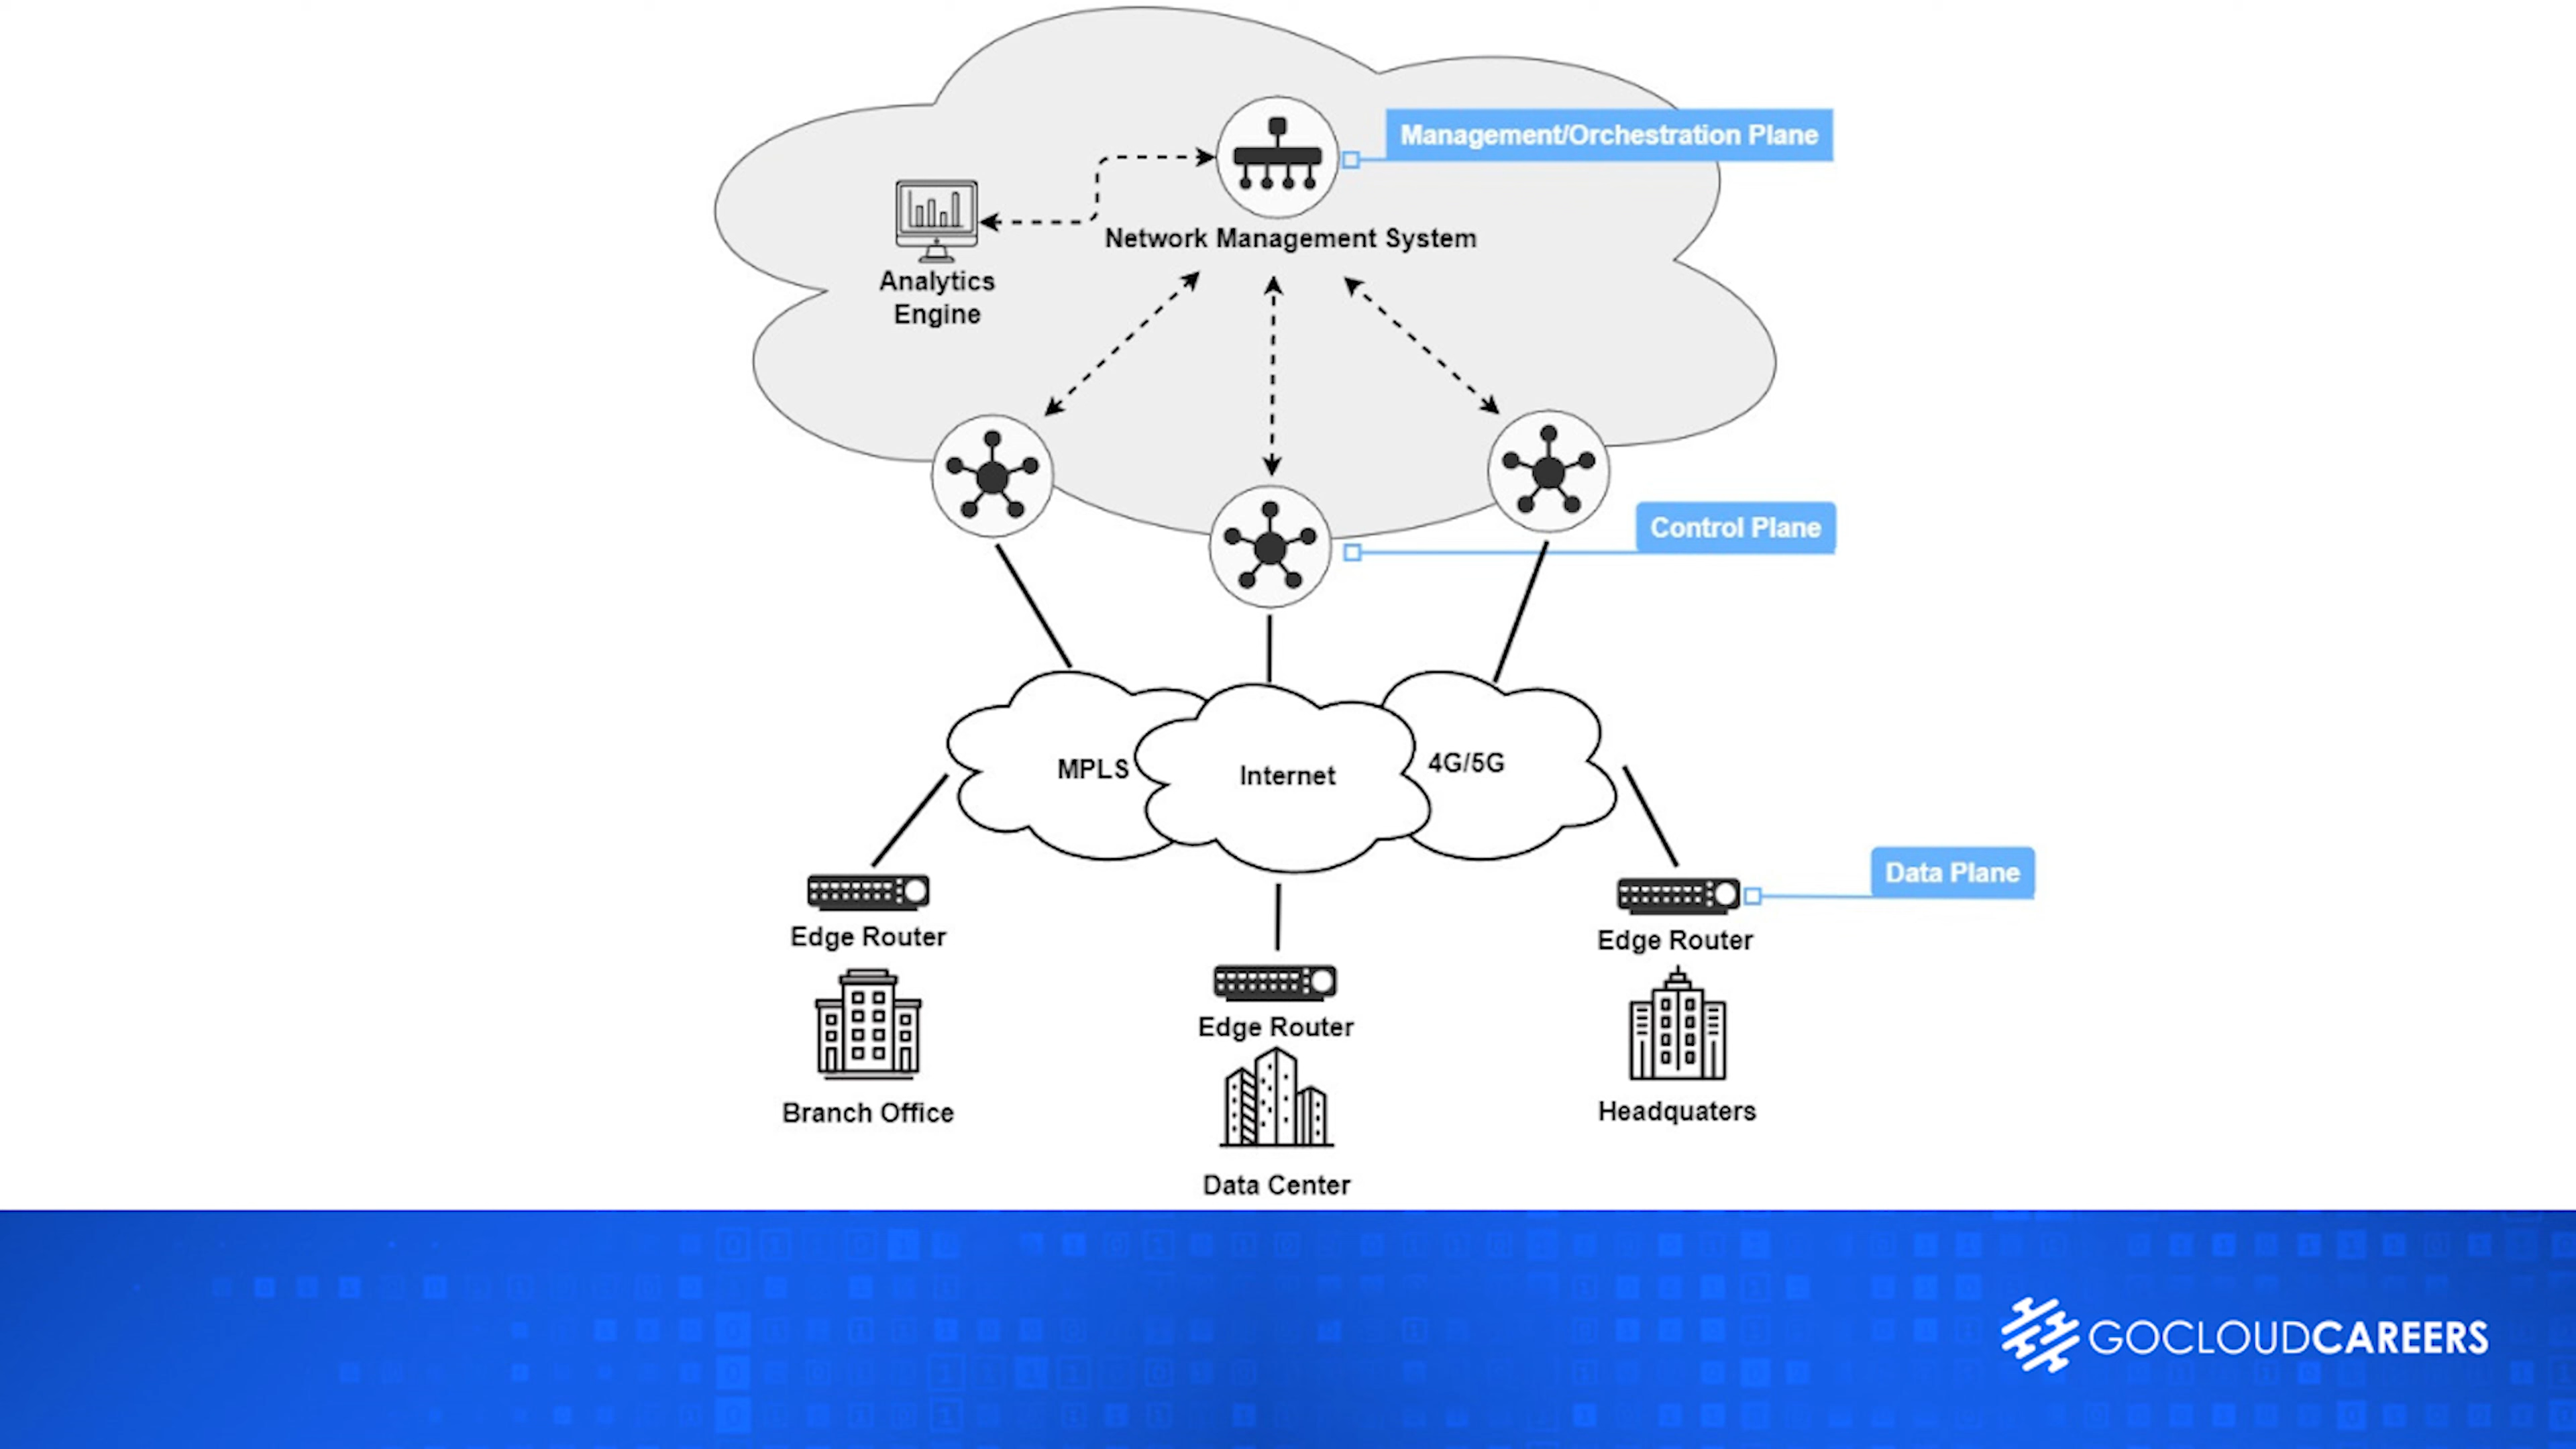 Management/Orchestration Plane
Network Management System
Analytics
Engine
Control Plane
MPLS
Internet
4G/5G
Data Plane
Edge Router
Edge Router
Edge Router
Branch Office
Headquaters
Data Center
GOCLOUDCAREERS